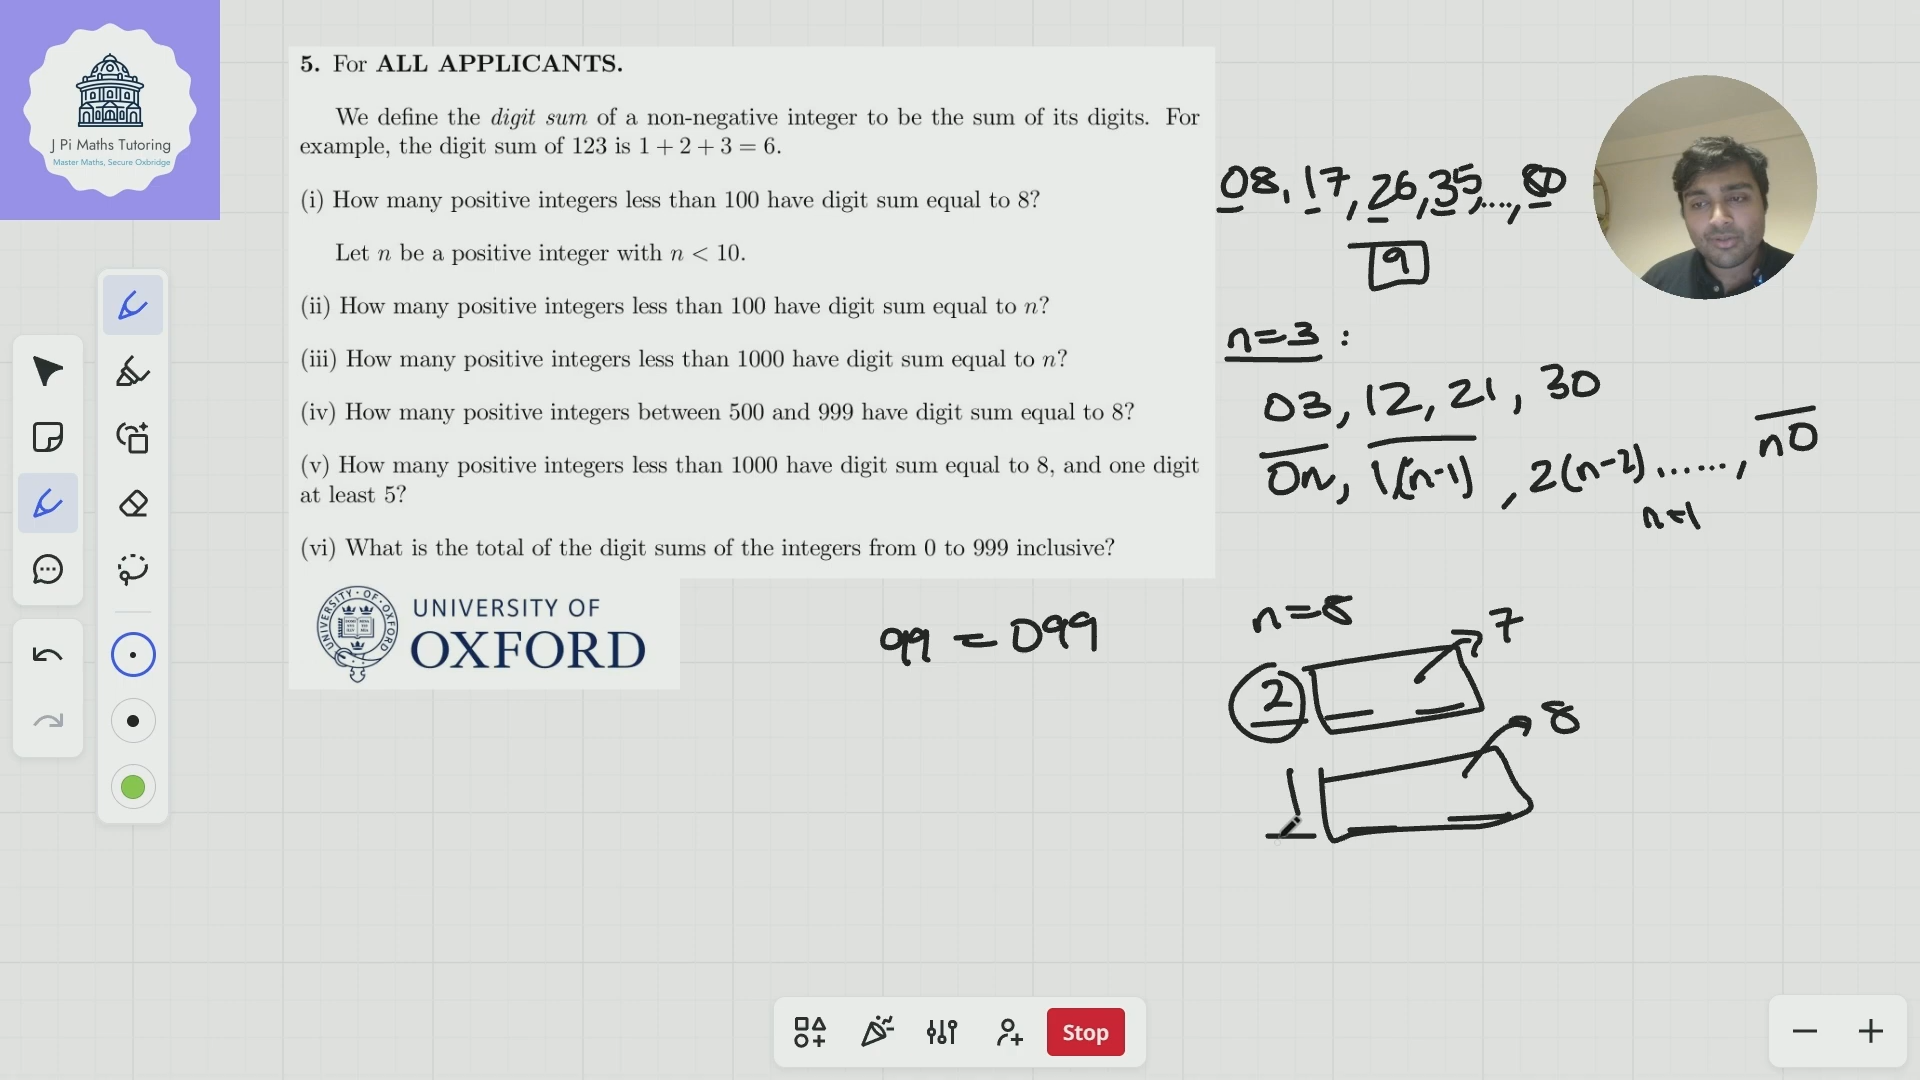 J Pi Maths Tutoring
Master Maths, Secure Oxbridge
5. For ALL APPLICANTS.
We define the digit sum of a non-negative integer to be the sum of its digits. For
example, the digit sum of 123 is 1 + 2 + 3 = 6.
(i) How many positive integers less than 100 have digit sum equal to 8?
Let n be a positive integer with n < 10.
(ii) How many positive integers less than 100 have digit sum equal to n?
(iii) How many positive integers less than 1000 have digit sum equal to n?
(iv) How many positive integers between 500 and 999 have digit sum equal to 8?
(v) How many positive integers less than 1000 have digit sum equal to 8, and one digit
at least 5?
(vi) What is the total of the digit sums of the integers from 0 to 999 inclusive?
UNIVERSITY OF
OXFORD
99 = 099
08, 17, 26, 35, ...., 80
9
n=3 :
03, 12, 21, 30
0n, 1(n-1), 2(n-2) ......, n0
n=8
2 7
1 8
Stop